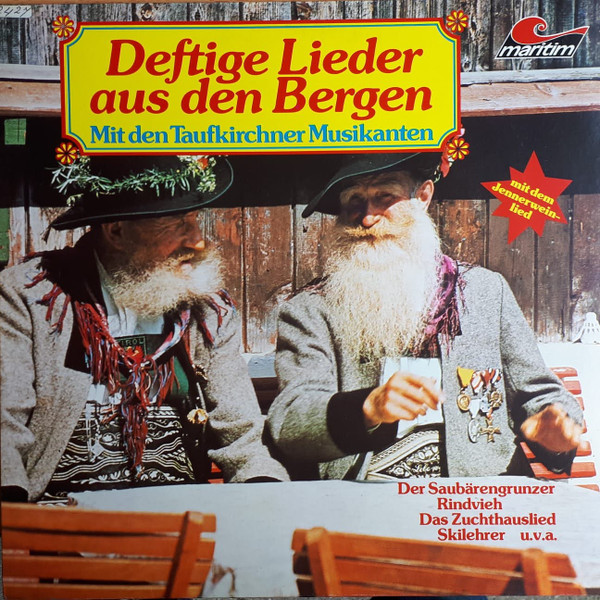 Deftige Lieder
aus den Bergen
Mit den Taufkirchner Musikanten
maritim
mit dem
Jennerwein-
lied
Der Saubärengrunzer
Rindvieh
Das Zuchthauslied
Skilehrer u.v.a.